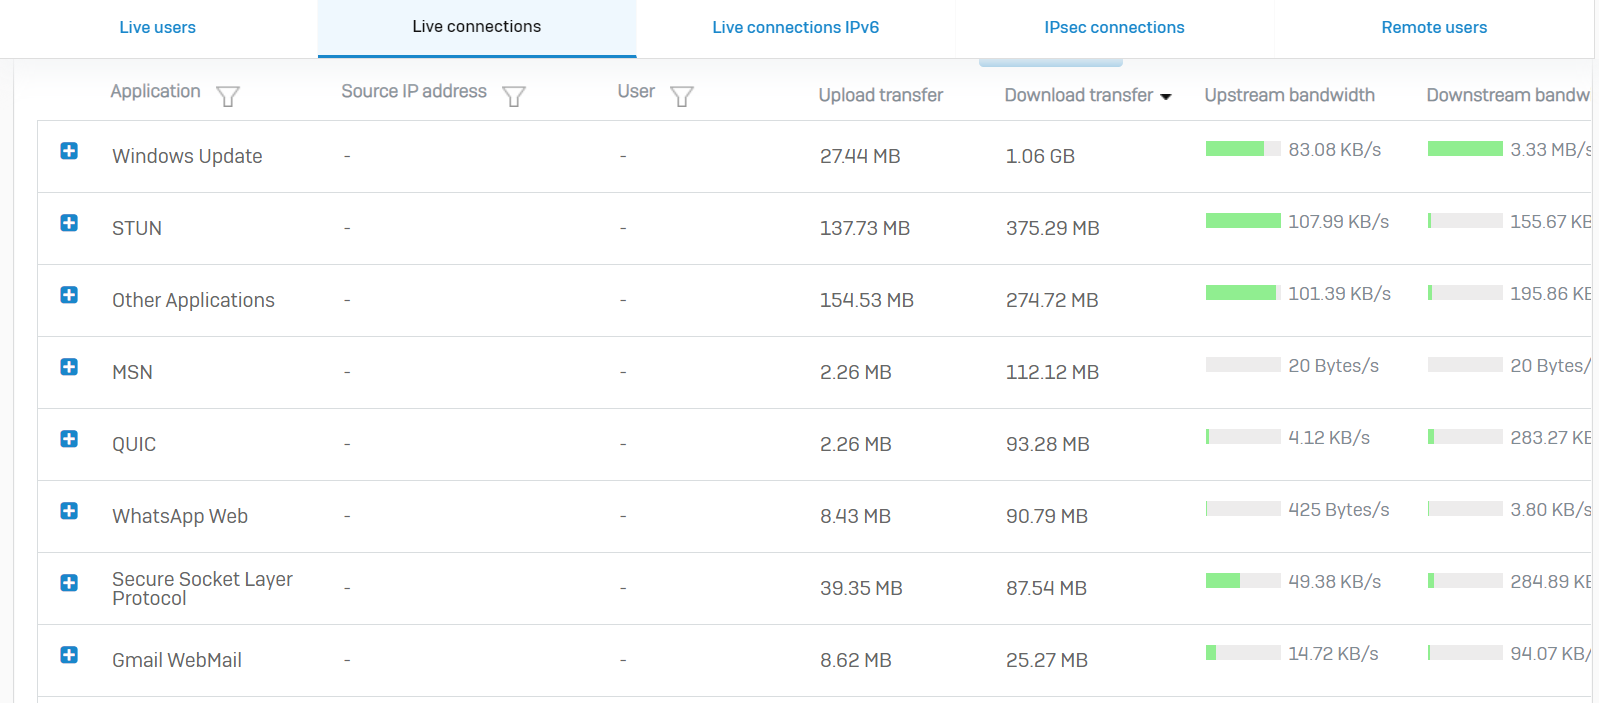 Live users Live connections Live connections IPv6 IPsec connections Remote users
Application Source IP address User Upload transfer Download transfer Upstream bandwidth Downstream bandw
Windows Update - - 27.44 MB 1.06 GB 83.08 KB/s 3.33 MB/s
STUN - - 137.73 MB 375.29 MB 107.99 KB/s 155.67 KB
Other Applications - - 154.53 MB 274.72 MB 101.39 KB/s 195.86 KB
MSN - - 2.26 MB 112.12 MB 20 Bytes/s 20 Bytes/
QUIC - - 2.26 MB 93.28 MB 4.12 KB/s 283.27 KB
WhatsApp Web - - 8.43 MB 90.79 MB 425 Bytes/s 3.80 KB/s
Secure Socket Layer
Protocol - - 39.35 MB 87.54 MB 49.38 KB/s 284.89 KB
Gmail WebMail - - 8.62 MB 25.27 MB 14.72 KB/s 94.07 KB/